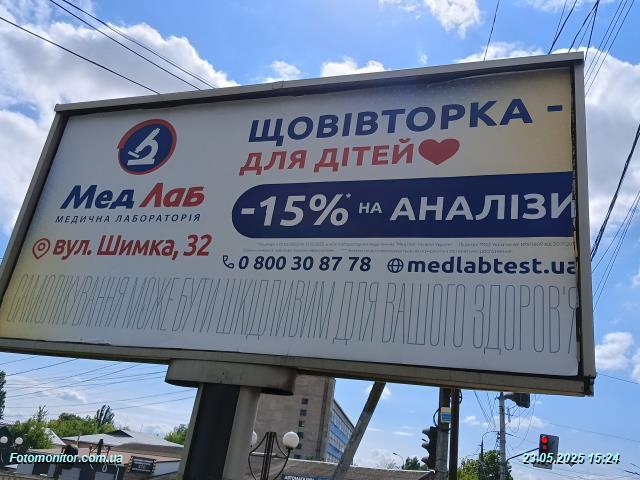 ЩОВІВТОРКА -
ДЛЯ ДІТЕЙ
Мед Лаб
МЕДИЧНА ЛАБОРАТОРІЯ
-15%* НА АНАЛІЗИ
вул. Шимка, 32
0 800 30 87 78 medlabtest.ua
САМОЛІКУВАННЯ МОЖЕ БУТИ ШКІДЛИВИМ ДЛЯ ВАШОГО ЗДОРОВ'Я
Fotomonitor.com.ua
23.05.2025 15:24